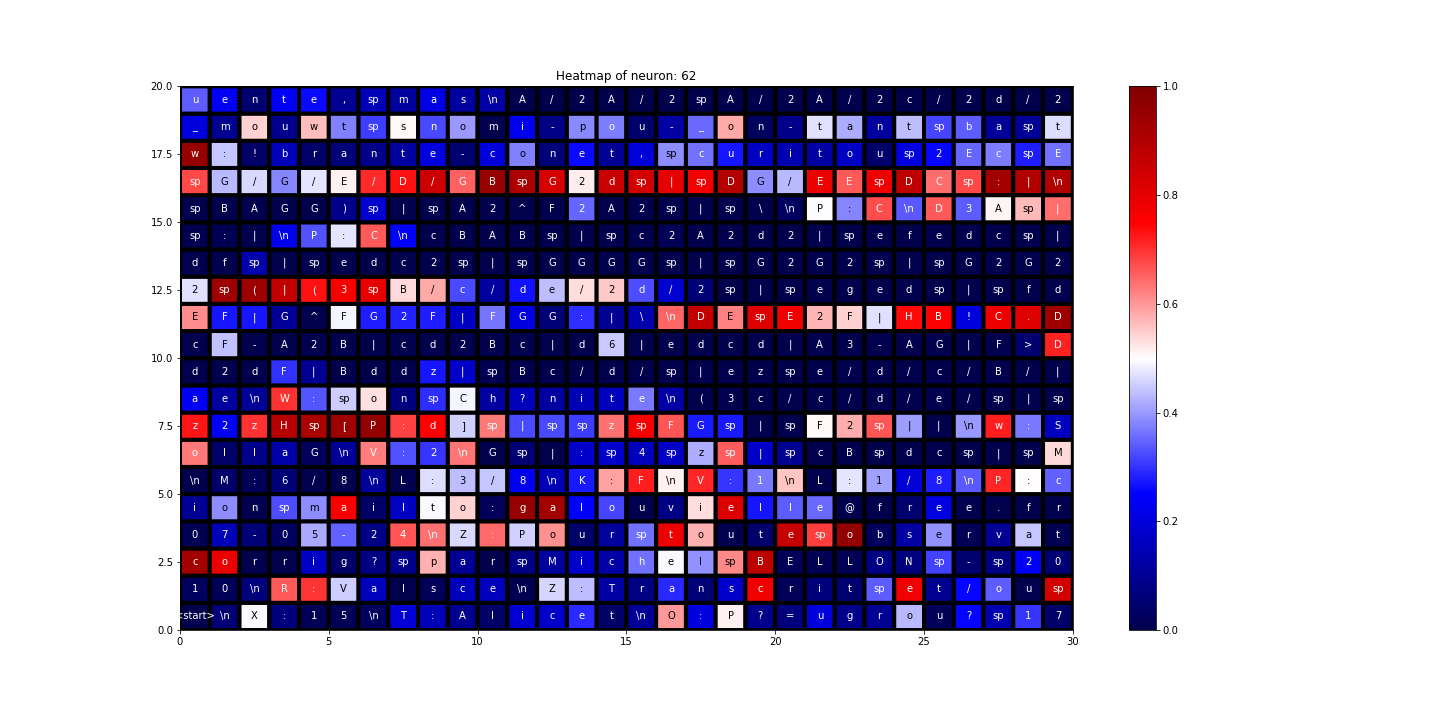 Heatmap of neuron: 62
20.0 u e n t e , sp m a s \n A / 2 A / 2 sp A / 2 A / 2 c / 2 d / 2 1.0
_ m o u w t sp s n o m i - p o u - _ o n - t a n t sp b a sp t
17.5 w : ! b r a n t e - c o n e t , sp c u r i t o u sp 2 E c sp E
sp G / G / E / D / G B sp G 2 d sp | sp D G / E E sp D C sp : | \n 0.8
15.0 sp B A G G ) sp | sp A 2 ^ F 2 A 2 sp | sp \ \n P : C \n D 3 A sp |
sp : | \n P : C \n c B A B sp | sp c 2 A 2 d 2 | sp e f e d c sp |
d f sp | sp e d c 2 sp | sp G G G G sp | sp G 2 G 2 sp | sp G 2 G 2
12.5 2 sp ( | ( 3 sp B / c / d e / 2 d / 2 sp | sp e g e d sp | sp f d 0.6
E F | G ^ F G 2 F | F G G : | \ \n D E sp E 2 F | H B ! C . D
10.0 c F - A 2 B | c d 2 B c | d 6 | e d c d | A 3 - A G | F > D
d 2 d F | B d d z | sp B c / d / sp | e z sp e / d / c / B / |
a e \n W : sp o n sp C h ? n i t e \n ( 3 c / c / d / e / sp | sp 0.4
7.5 z 2 z H sp [ P : d ] sp | sp sp z sp F G sp | sp F 2 sp | | \n w : S
o l l a G \n V : 2 \n G sp | : sp 4 sp z sp | sp c B sp d c sp | sp M
5.0 \n M : 6 / 8 \n L : 3 / 8 \n K : F \n V : 1 \n L : 1 / 8 \n P : c
i o n sp m a i l t o : g a l o u v i e l l e @ f r e e . f r 0.2
0 7 - 0 5 - 2 4 \n Z : P o u r sp t o u t e sp o b s e r v a t
2.5 c o r r i g ? sp p a r sp M i c h e l sp B E L L O N sp - sp 2 0
1 0 \n R : V a l s c e \n Z : T r a n s c r i t sp e t / o u sp
0.0 <start> \n X : 1 5 \n T : A l i c e t \n O : P ? = u g r o u ? sp 1 7 0.0
0 5 10 15 20 25 30